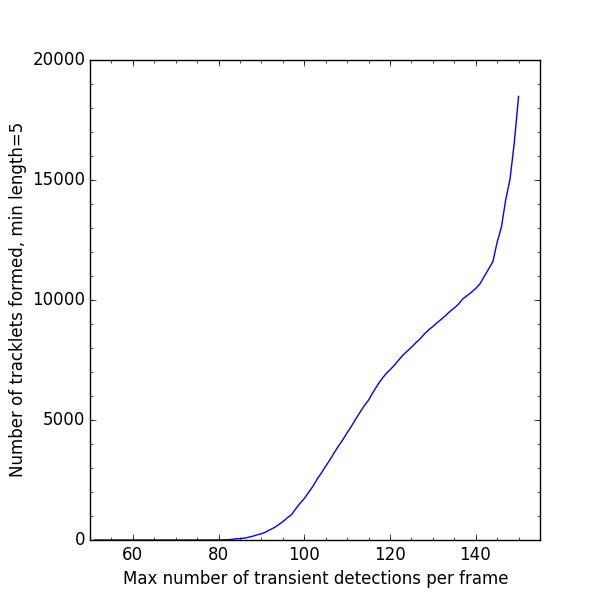 20000
15000
10000
5000
0
60 80 100 120 140
Number of tracklets formed, min length=5
Max number of transient detections per frame